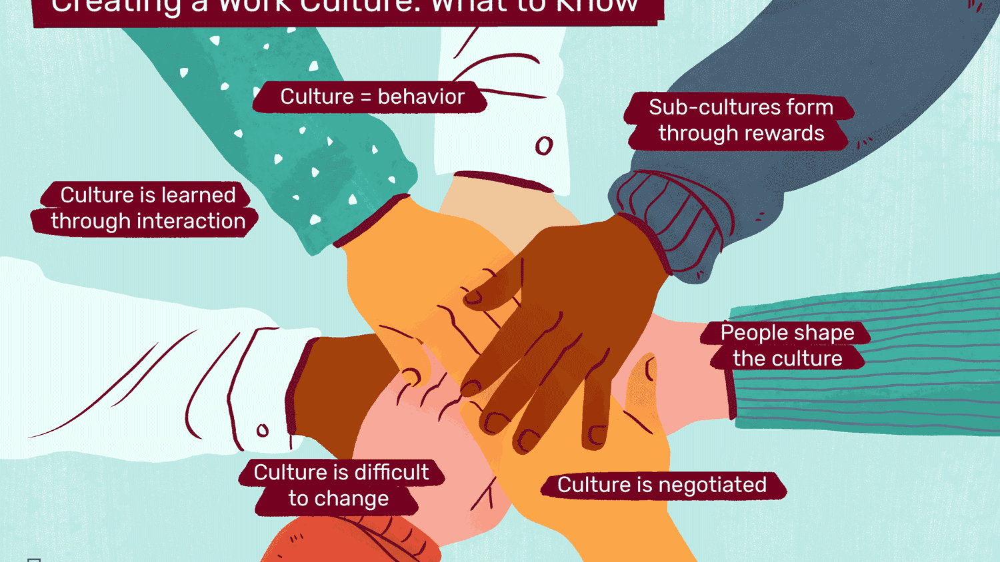 Creating a Work Culture: What to Know
Culture = behavior
Sub-cultures form
through rewards
Culture is learned
through interaction
People shape
the culture
Culture is difficult
to change
Culture is negotiated